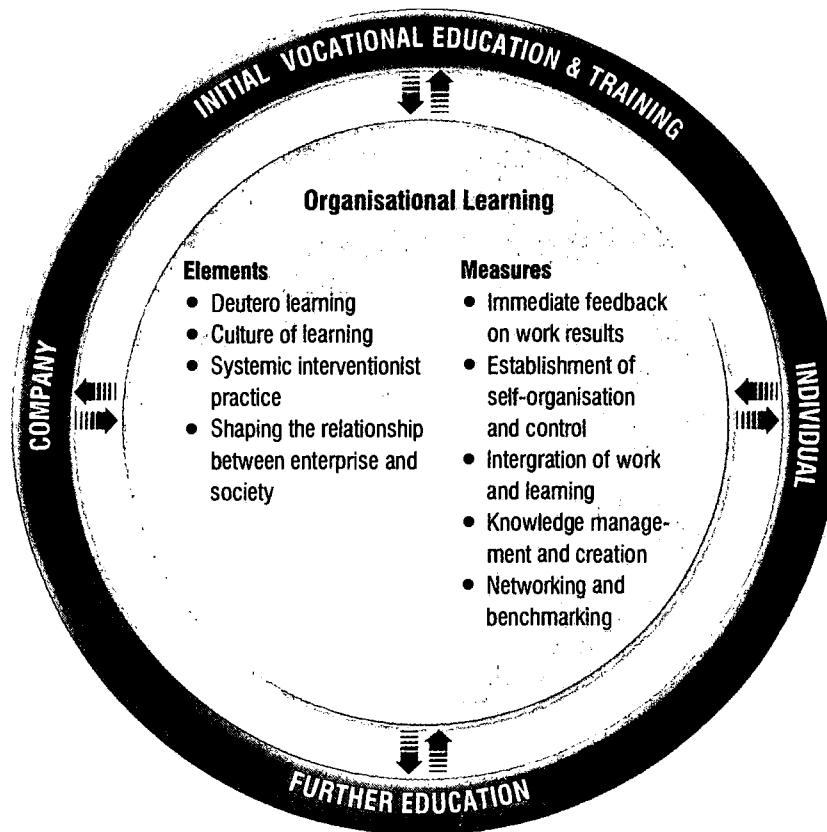 INITIAL VOCATIONAL EDUCATION & TRAINING
Organisational Learning
Elements
• Deutero learning
• Culture of learning
• Systemic interventionist
practice
• Shaping the relationship
between enterprise and
society
Measures
• Immediate feedback
on work results
• Establishment of
self-organisation
and control
• Intergration of work
and learning
• Knowledge manage-
ment and creation
• Networking and
benchmarking
COMPANY
INDIVIDUAL
FURTHER EDUCATION